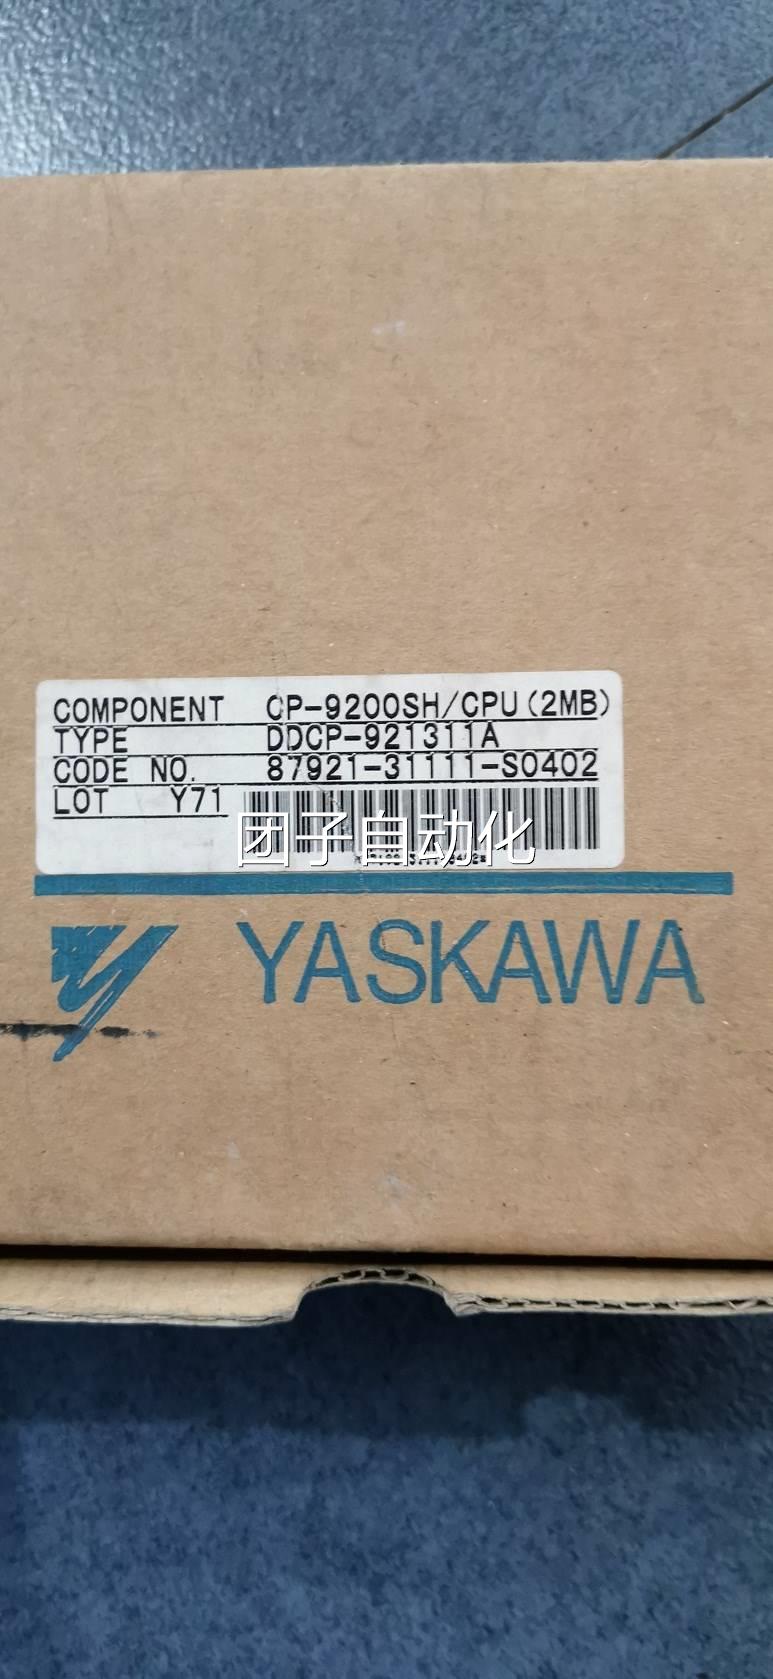 COMPONENT CP-9200SH/CPU(2MB)
TYPE DDCP-921311A
CODE NO. 87921-31111-S0402
LOT Y71
团子自动化
YASKAWA